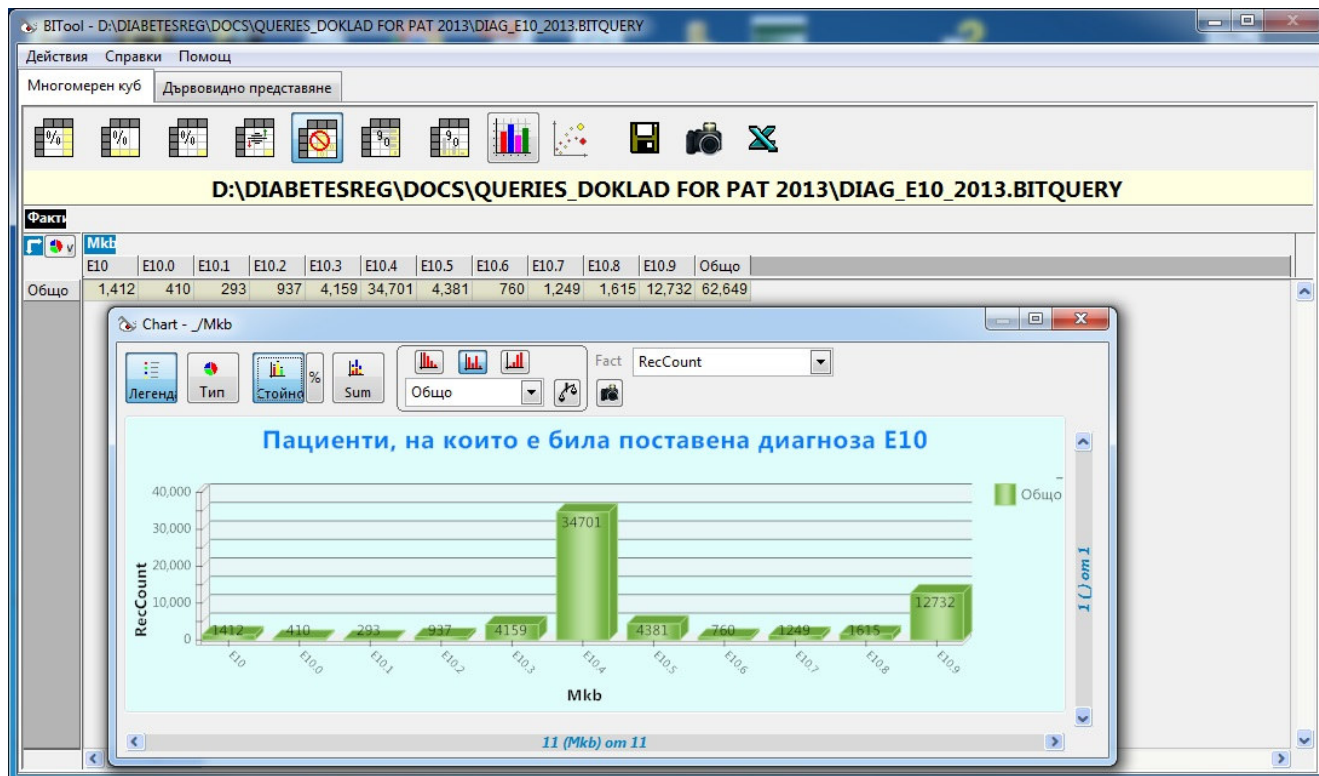 BITool - D:\DIABETESREG\DOCS\QUERIES_DOKLAD FOR PAT 2013\DIAG_E10_2013.BITQUERY
Действия Справки Помощ
Многомерен куб Дървовидно представяне
D:\DIABETESREG\DOCS\QUERIES_DOKLAD FOR PAT 2013\DIAG_E10_2013.BITQUERY
Факти
v Mkb
E10 E10.0 E10.1 E10.2 E10.3 E10.4 E10.5 E10.6 E10.7 E10.8 E10.9 Общо
Общо 1,412 410 293 937 4,159 34,701 4,381 760 1,249 1,615 12,732 62,649
Chart - _/Mkb
Легенда Тип Стойно % Sum Общо Fact RecCount
Пациенти, на които е била поставена диагноза E10
40,000
30,000
20,000
10,000
0
RecCount
1412 410 293 937 4159 34701 4381 760 1249 1615 12732
E10 E10.0 E10.1 E10.2 E10.3 E10.4 E10.5 E10.6 E10.7 E10.8 E10.9
Mkb
Общо
1 (_) от 1
11 (Mkb) от 11